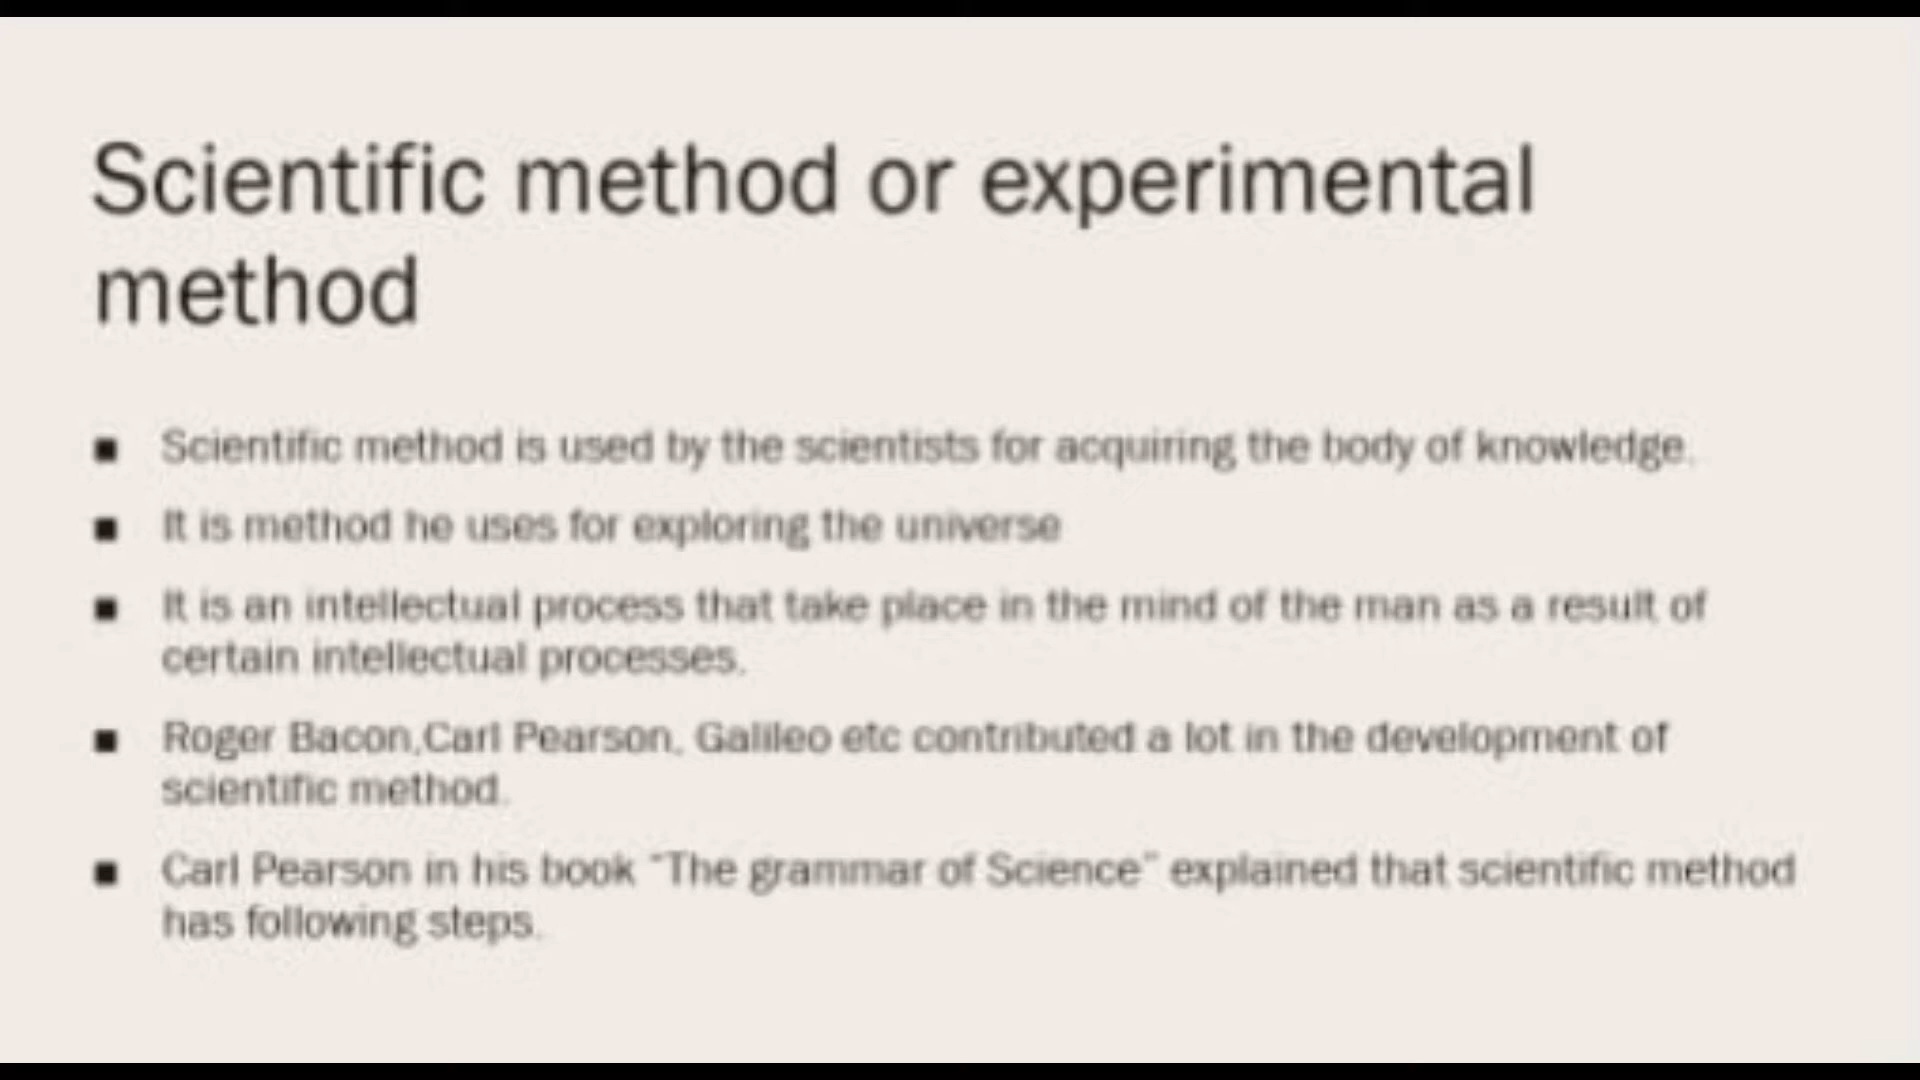 Scientific method or experimental
method
■ Scientific method is used by the scientists for acquiring the body of knowledge.
■ It is method he uses for exploring the universe
■ It is an intellectual process that take place in the mind of the man as a result of
certain intellectual processes.
■ Roger Bacon,Carl Pearson, Galileo etc contributed a lot in the development of
scientific method.
■ Carl Pearson in his book “The grammar of Science” explained that scientific method
has following steps.